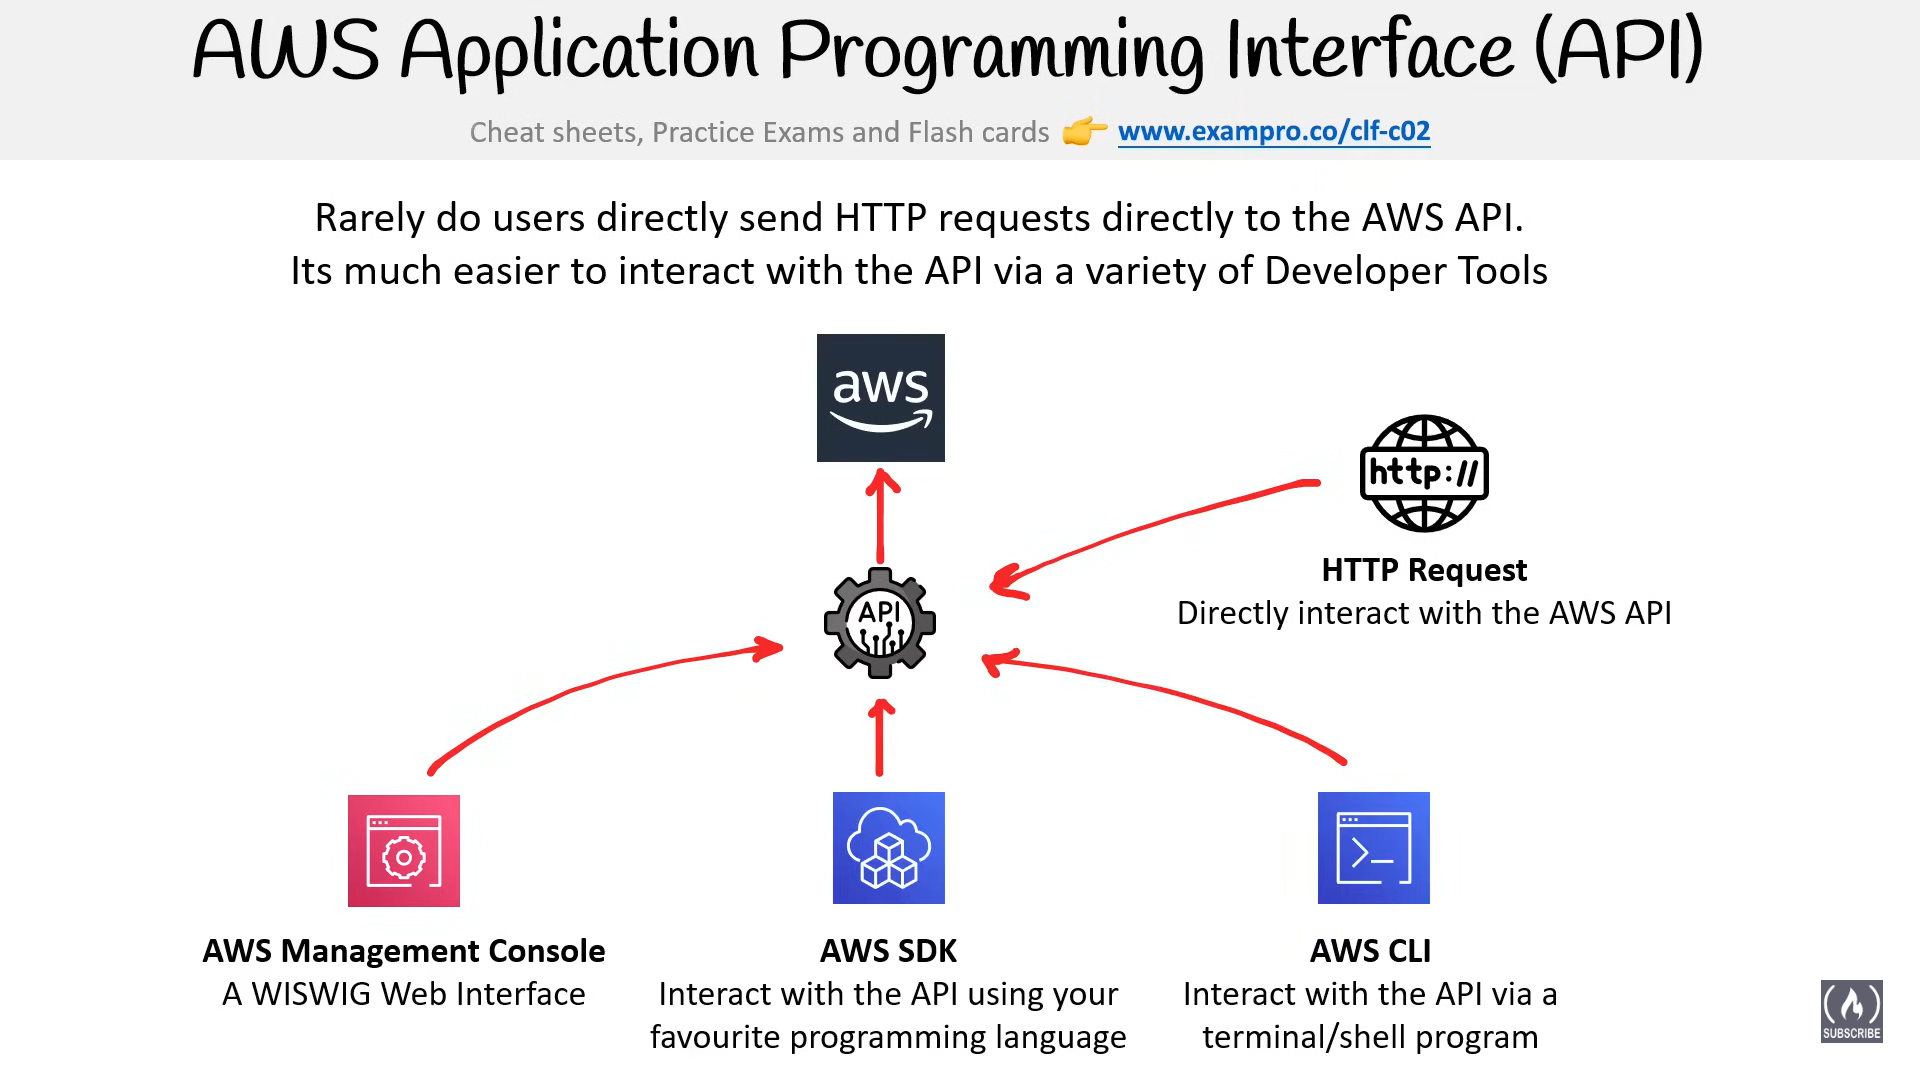 AWS Application Programming Interface (API)
Cheat sheets, Practice Exams and Flash cards 👉 www.exampro.co/clf-c02
Rarely do users directly send HTTP requests directly to the AWS API.
Its much easier to interact with the API via a variety of Developer Tools
aws
http://
HTTP Request
Directly interact with the AWS API
API
AWS Management Console
A WISWIG Web Interface
AWS SDK
Interact with the API using your
favourite programming language
AWS CLI
Interact with the API via a
terminal/shell program
SUBSCRIBE